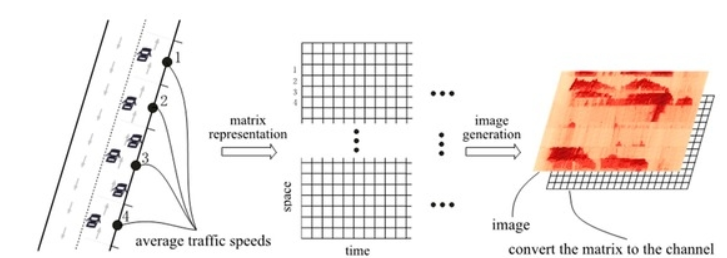 1
2
3
4
average traffic speeds
matrix
representation
1
2
3
4
space
time
image
generation
image
convert the matrix to the channel